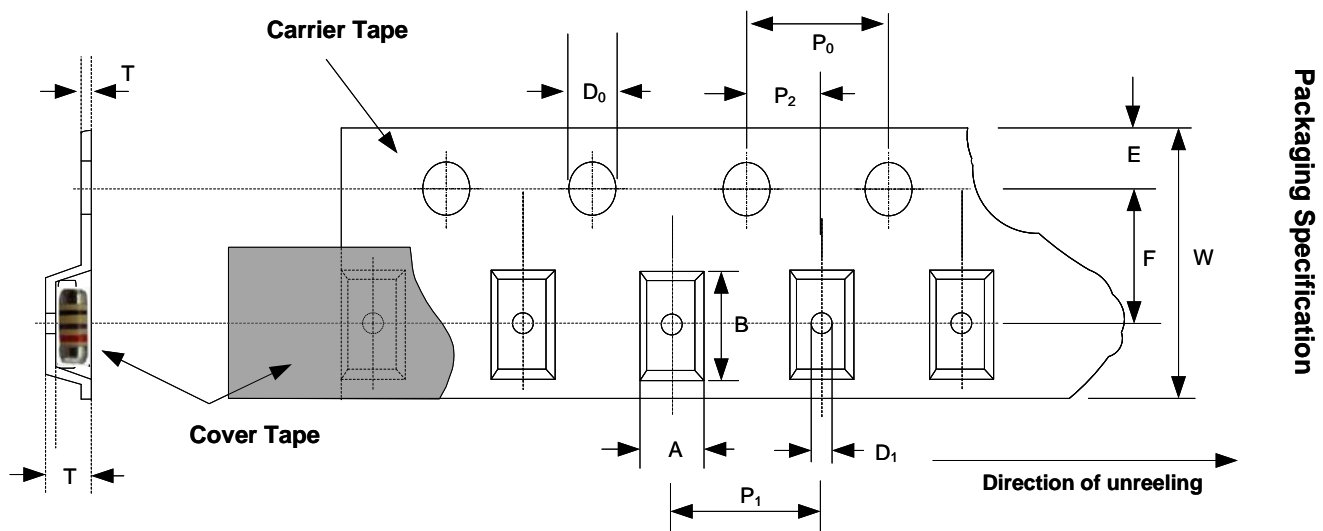 Carrier Tape
P₀
T
D₀
P₂
E
F
W
B
Cover Tape
A
D₁
T
P₁
Direction of unreeling
Packaging Specification